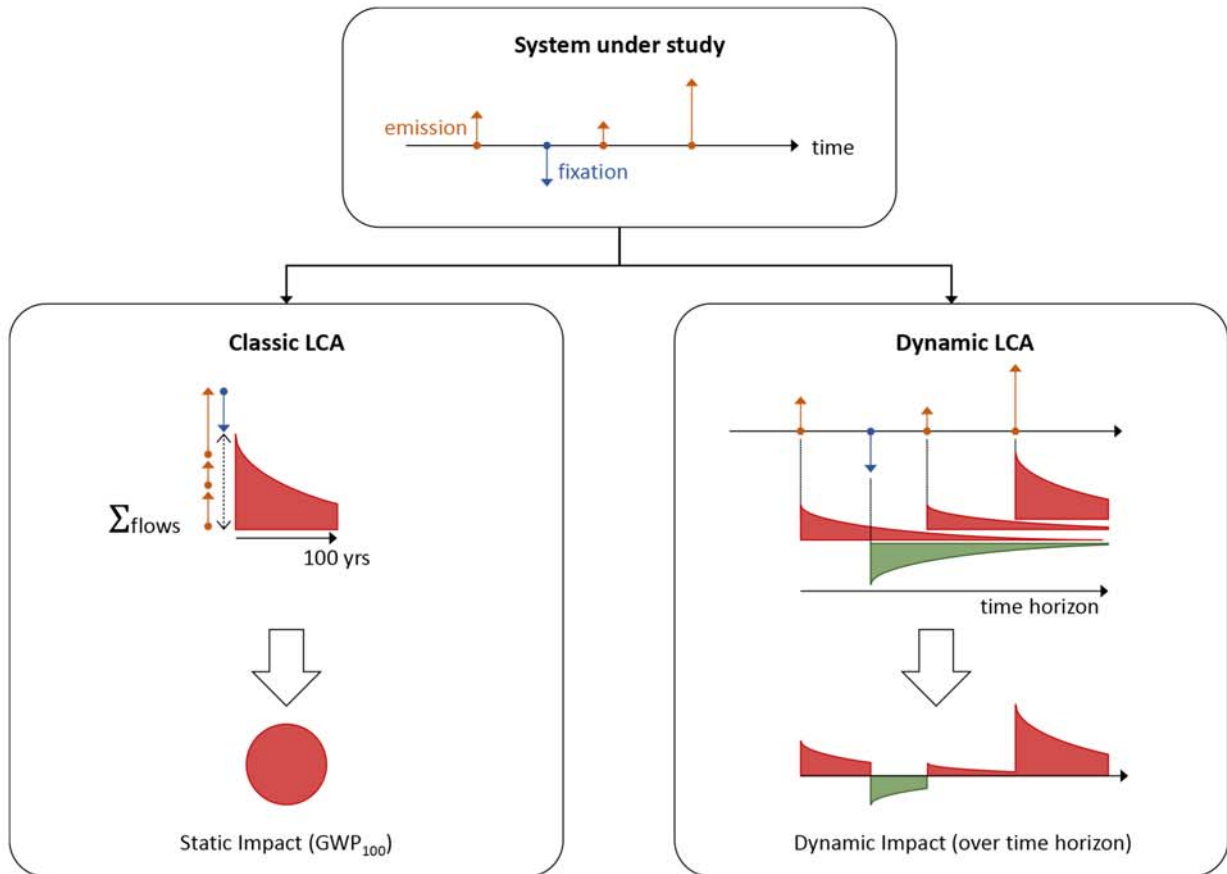 System under study
emission
time
fixation
Classic LCA
Σflows
100 yrs
Static Impact (GWP100)
Dynamic LCA
time horizon
Dynamic Impact (over time horizon)